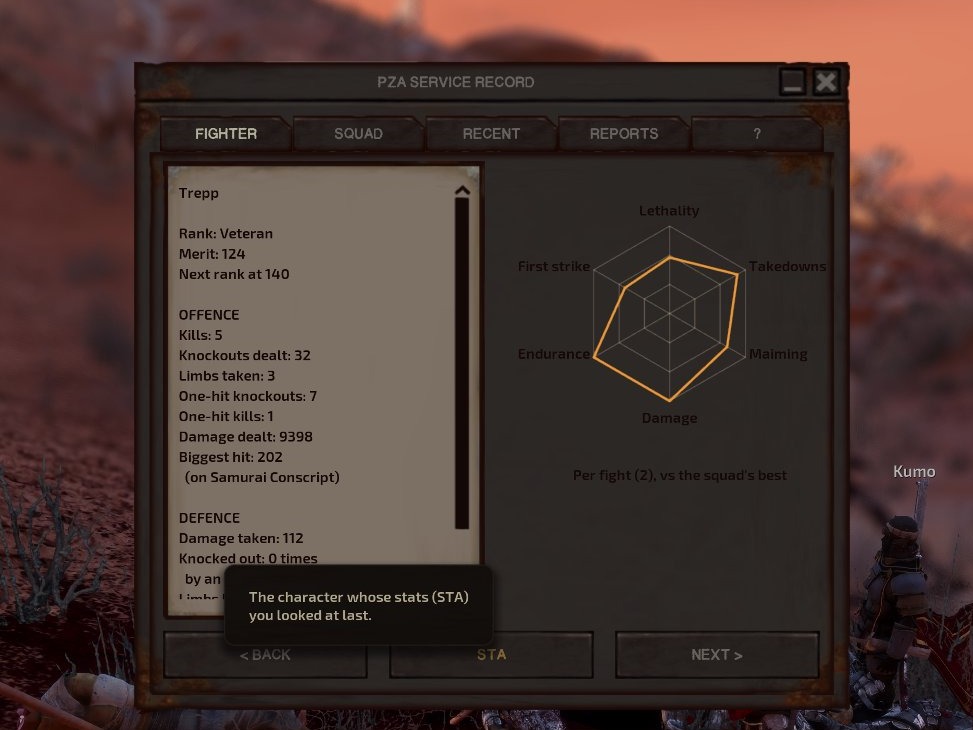 PZA SERVICE RECORD
FIGHTER
SQUAD
RECENT
REPORTS
?
Trepp
Rank: Veteran
Merit: 124
Next rank at 140
OFFENCE
Kills: 5
Knockouts dealt: 32
Limbs taken: 3
One-hit knockouts: 7
One-hit kills: 1
Damage dealt: 9398
Biggest hit: 202
(on Samurai Conscript)
DEFENCE
Damage taken: 112
Knocked out: 0 times
by an
Lethality
First strike
Takedowns
Endurance
Maiming
Damage
Per fight (2), vs the squad's best
Kumo
The character whose stats (STA)
you looked at last.
< BACK
STA
NEXT >